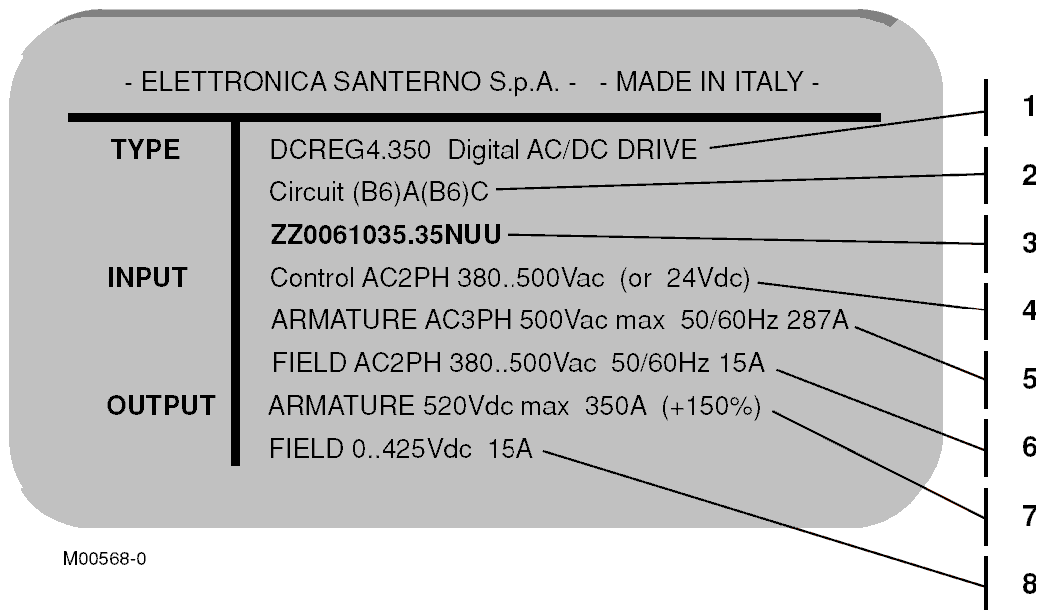 - ELETTRONICA SANTERNO S.p.A. - - MADE IN ITALY -
TYPE DCREG4.350 Digital AC/DC DRIVE 1
Circuit (B6)A(B6)C 2
ZZ0061035.35NUU 3
INPUT Control AC2PH 380..500Vac (or 24Vdc) 4
ARMATURE AC3PH 500Vac max 50/60Hz 287A 5
FIELD AC2PH 380..500Vac 50/60Hz 15A 6
OUTPUT ARMATURE 520Vdc max 350A (+150%) 7
FIELD 0..425Vdc 15A 8
M00568-0